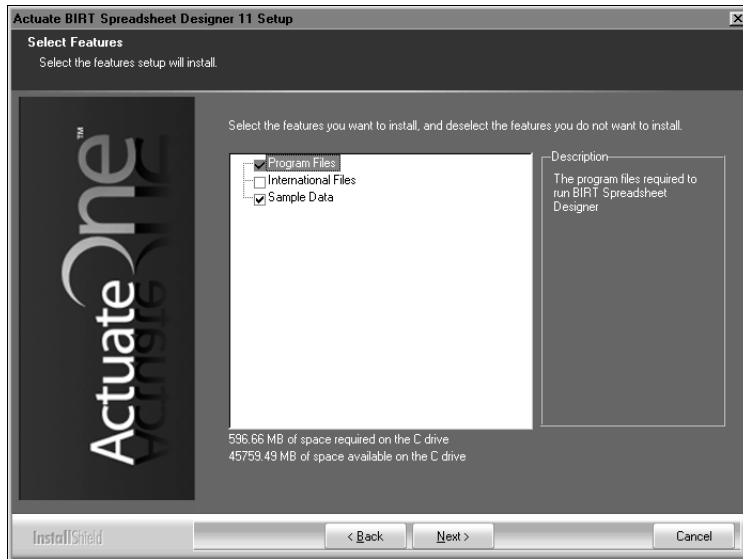 Actuate BIRT Spreadsheet Designer 11 Setup
Select Features
Select the features setup will install.
Select the features you want to install, and deselect the features you do not want to install.
Program Files
International Files
Sample Data
Description
The program files required to
run BIRT Spreadsheet
Designer
ActuateOne™
596.66 MB of space required on the C drive
45759.49 MB of space available on the C drive
InstallShield
< Back
Next >
Cancel